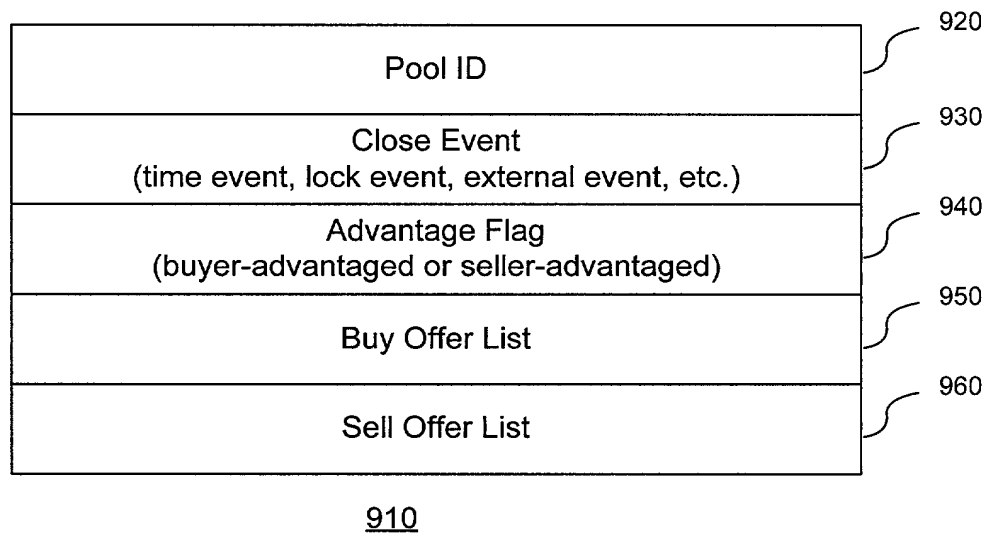 920
Pool ID
930
Close Event
(time event, lock event, external event, etc.)
940
Advantage Flag
(buyer-advantaged or seller-advantaged)
950
Buy Offer List
960
Sell Offer List
910